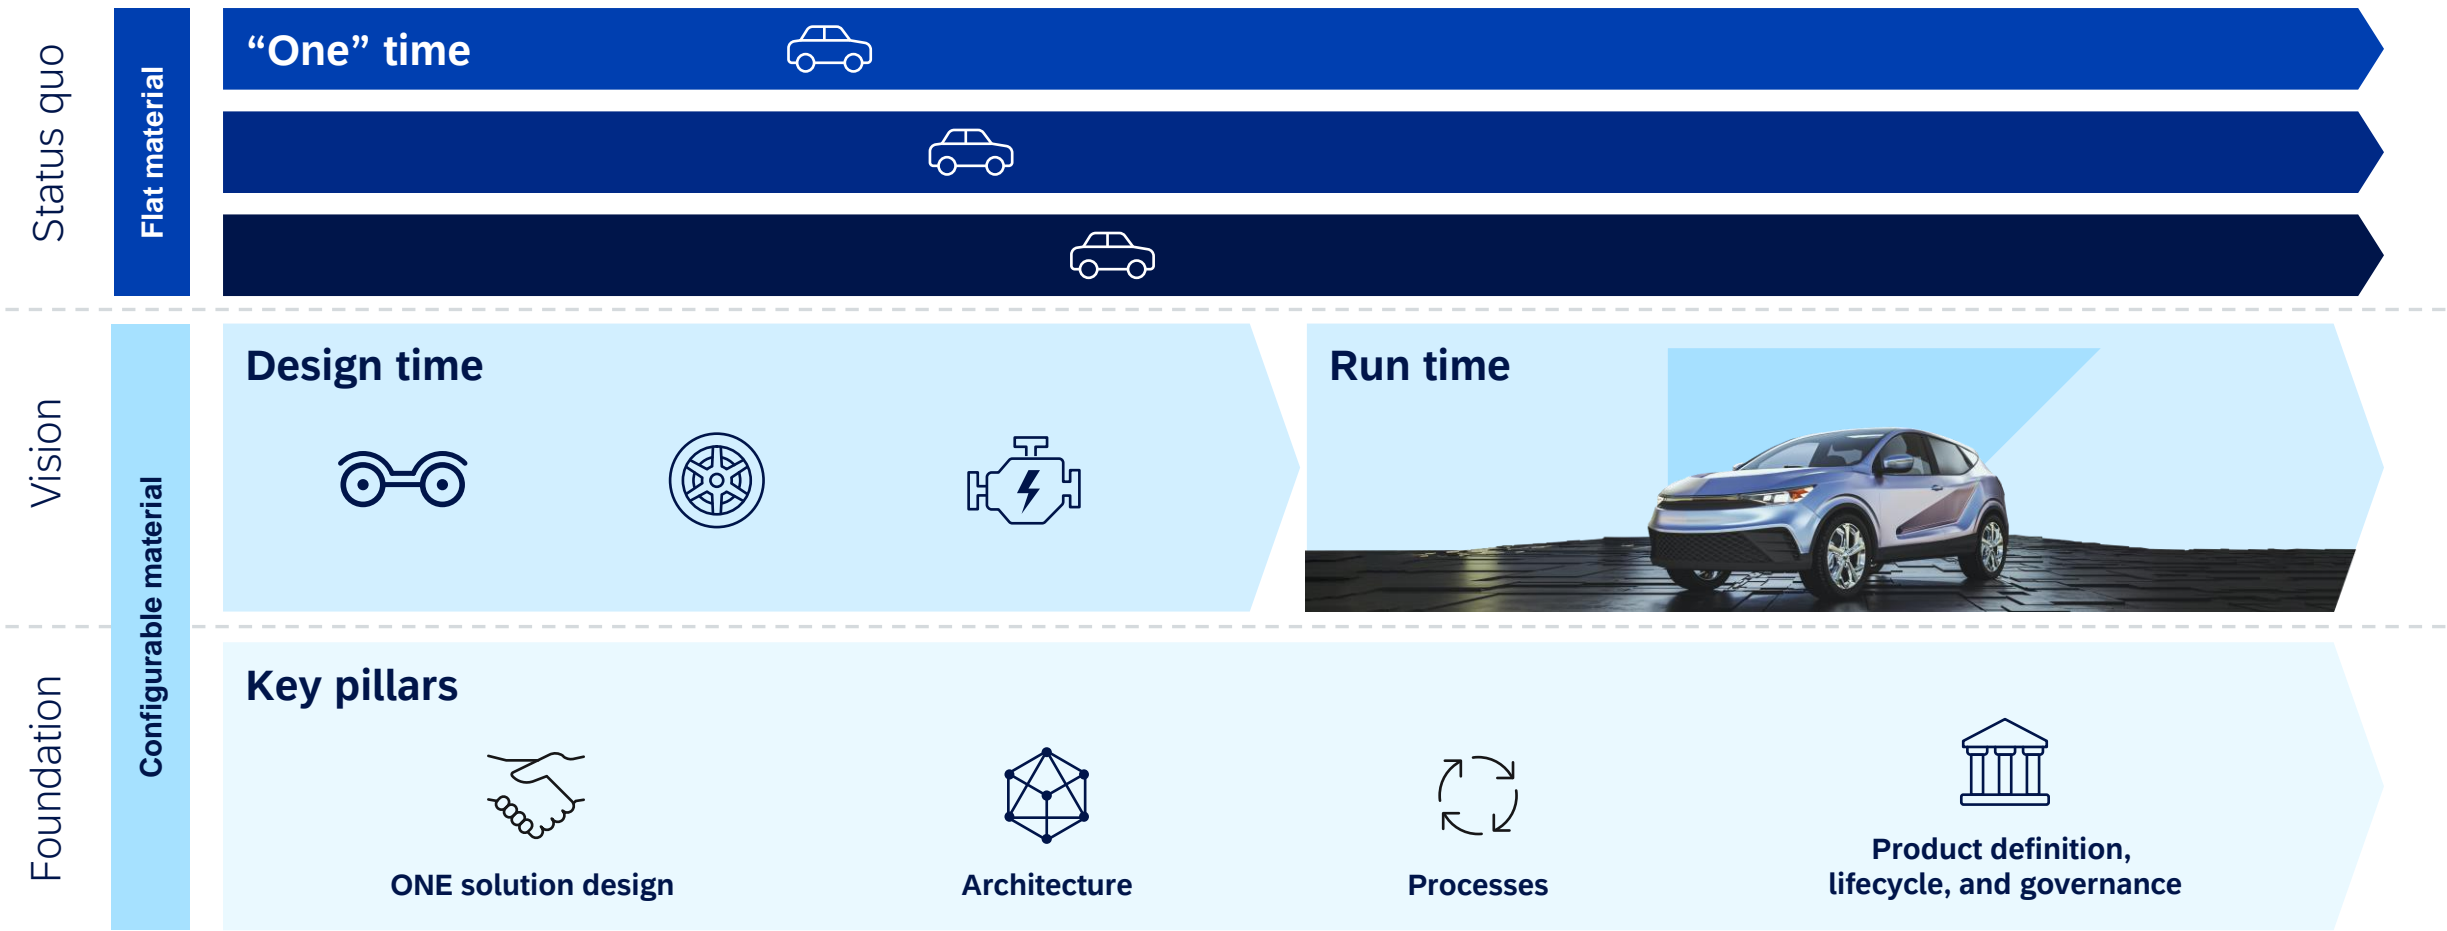 Status quo
Flat material
“One” time
Vision
Configurable material
Design time
Run time
Foundation
Key pillars
ONE solution design
Architecture
Processes
Product definition,
lifecycle, and governance